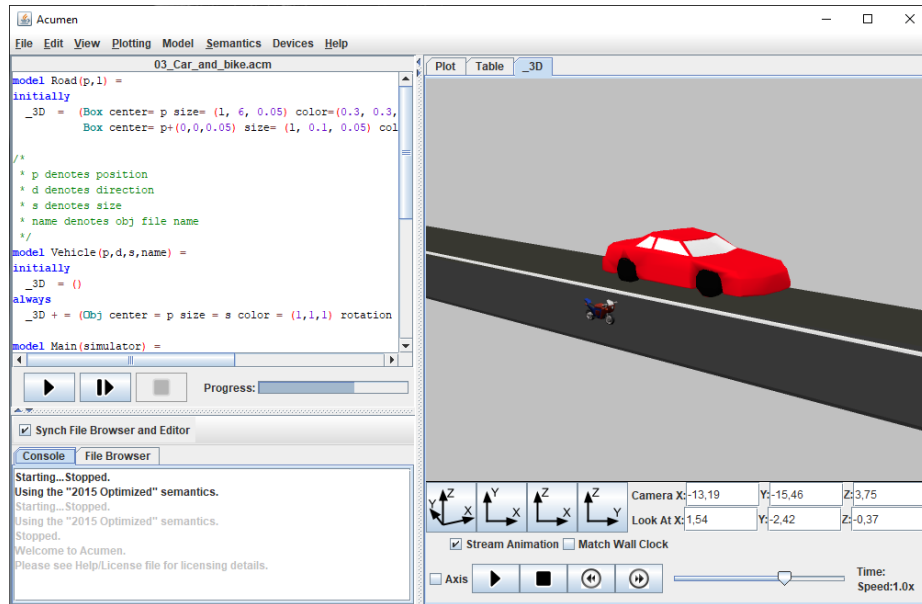 Acumen
File Edit View Plotting Model Semantics Devices Help
03_Car_and_bike.acm
model Road(p,l) =
initially
_3D = (Box center= p size= (l, 6, 0.05) color=(0.3, 0.3,
Box center= p+(0,0,0.05) size= (l, 0.1, 0.05) col
/*
* p denotes position
* d denotes direction
* s denotes size
* name denotes obj file name
*/
model Vehicle(p,d,s,name) =
initially
_3D = ()
always
_3D + = (Obj center = p size = s color = (1,1,1) rotation
model Main(simulator) =
Progress:
Synch File Browser and Editor
Console File Browser
Starting...Stopped.
Using the "2015 Optimized" semantics.
Starting...Stopped.
Using the "2015 Optimized" semantics.
Stopped.
Welcome to Acumen.
Please see Help/License file for licensing details.
Plot Table _3D
Y Z X Y X Z X Z Y
Camera X: -13,19 Y: -15,46 Z: 3,75
Look At X: 1,54 Y: -2,42 Z: -0,37
Stream Animation Match Wall Clock
Axis
Time:
Speed:1.0x